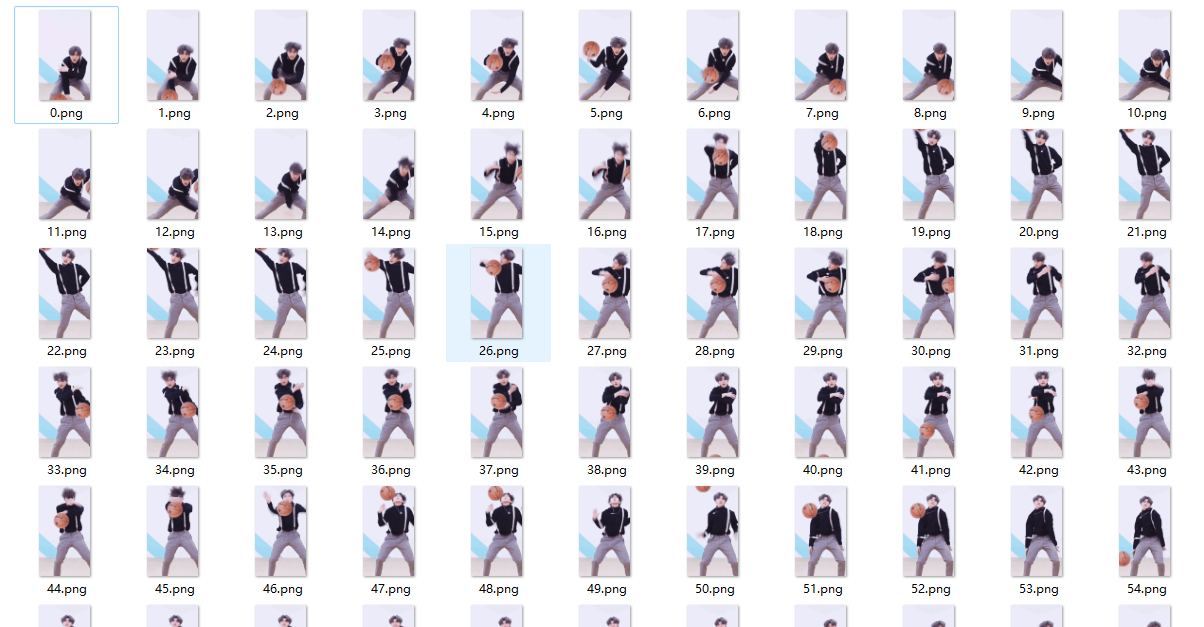 0.png 1.png 2.png 3.png 4.png 5.png 6.png 7.png 8.png 9.png 10.png
11.png 12.png 13.png 14.png 15.png 16.png 17.png 18.png 19.png 20.png 21.png
22.png 23.png 24.png 25.png 26.png 27.png 28.png 29.png 30.png 31.png 32.png
33.png 34.png 35.png 36.png 37.png 38.png 39.png 40.png 41.png 42.png 43.png
44.png 45.png 46.png 47.png 48.png 49.png 50.png 51.png 52.png 53.png 54.png